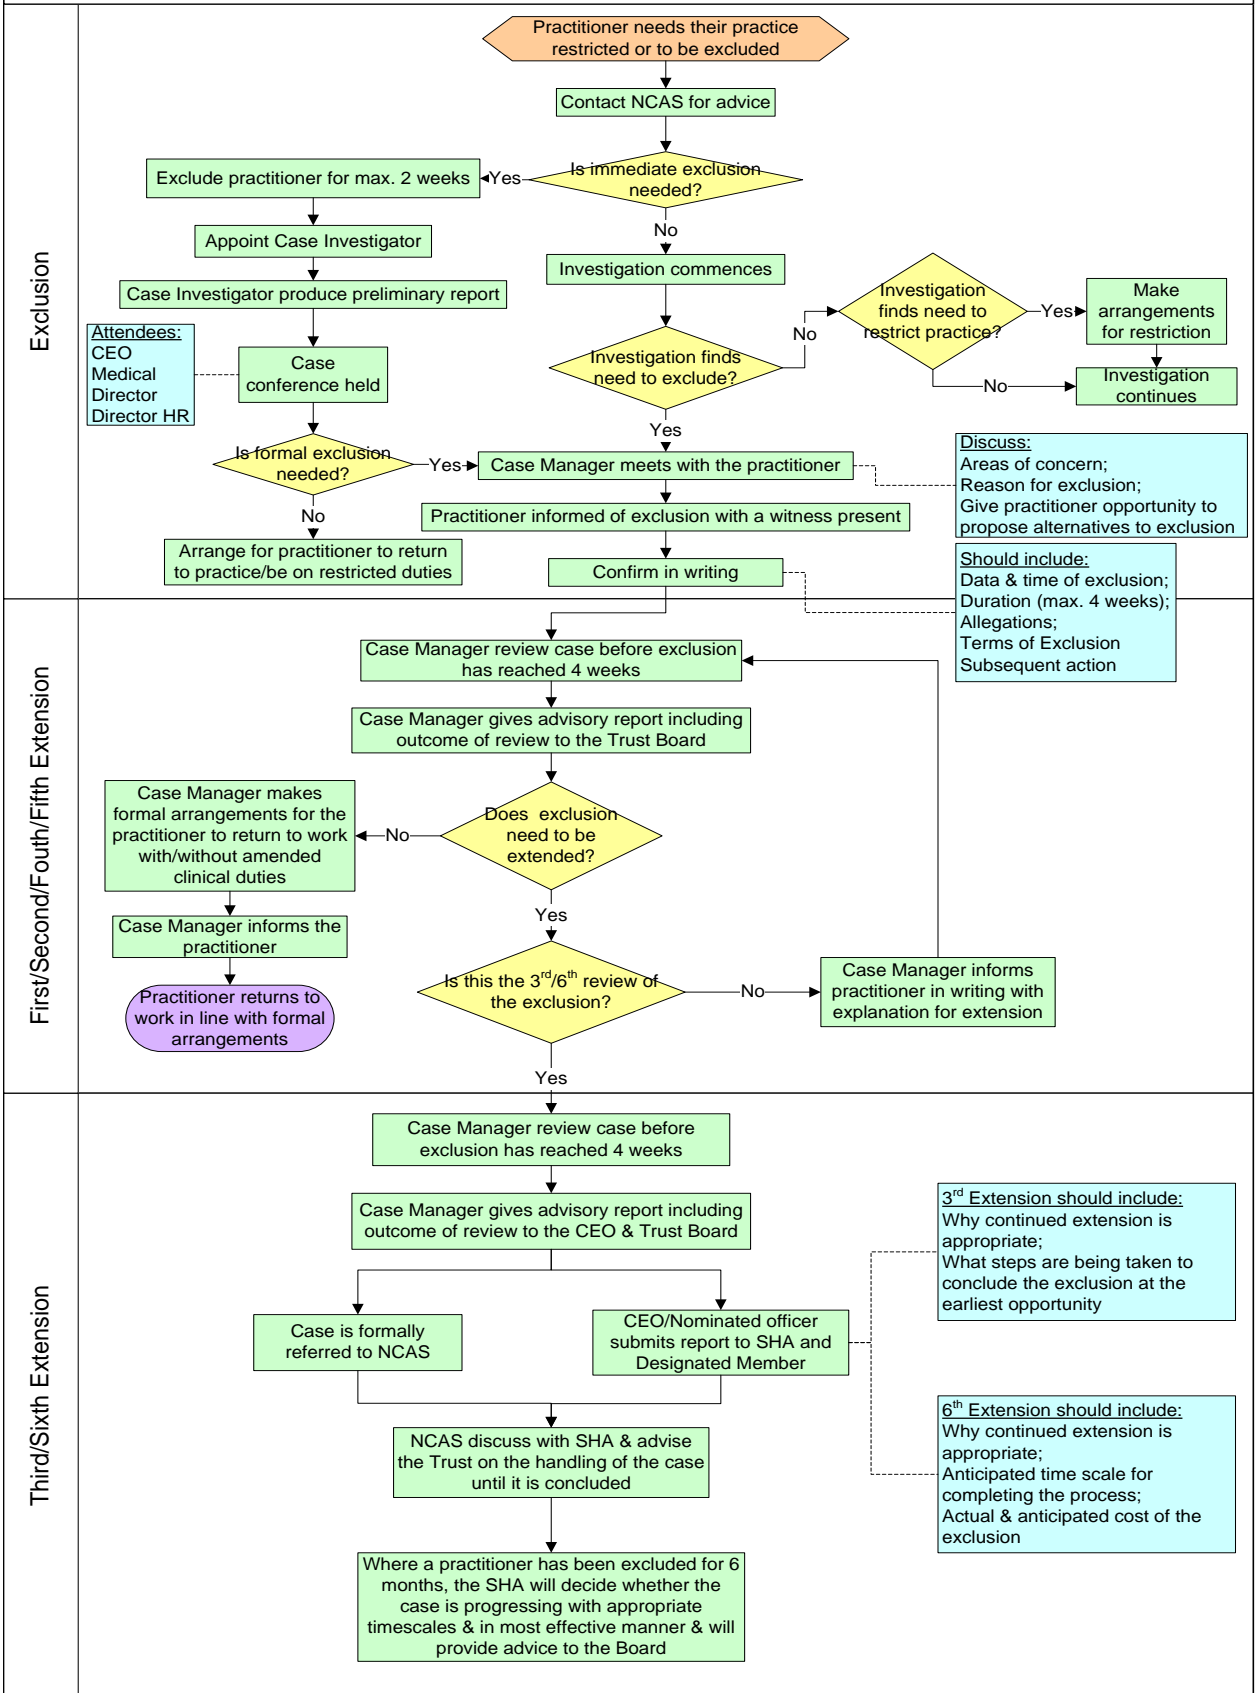 Exclusion
Practitioner needs their practice
restricted or to be excluded
Contact NCAS for advice
Is immediate exclusion
needed?
Yes
Exclude practitioner for max. 2 weeks
Appoint Case Investigator
Case Investigator produce preliminary report
Attendees:
CEO
Medical
Director
Director HR
Case
conference held
Is formal exclusion
needed?
Yes
No
Arrange for practitioner to return
to practice/be on restricted duties
No
Investigation commences
Investigation finds
need to exclude?
No
Investigation
finds need to
restrict practice?
Yes
Make
arrangements
for restriction
No
Investigation
continues
Yes
Case Manager meets with the practitioner
Discuss:
Areas of concern;
Reason for exclusion;
Give practitioner opportunity to
propose alternatives to exclusion
Practitioner informed of exclusion with a witness present
Confirm in writing
Should include:
Data & time of exclusion;
Duration (max. 4 weeks);
Allegations;
Terms of Exclusion
Subsequent action
First/Second/Fouth/Fifth Extension
Case Manager review case before exclusion
has reached 4 weeks
Case Manager gives advisory report including
outcome of review to the Trust Board
Does exclusion
need to be
extended?
No
Case Manager makes
formal arrangements for the
practitioner to return to work
with/without amended
clinical duties
Case Manager informs the
practitioner
Practitioner returns to
work in line with formal
arrangements
Yes
Is this the 3rd/6th review of
the exclusion?
No
Case Manager informs
practitioner in writing with
explanation for extension
Yes
Third/Sixth Extension
Case Manager review case before
exclusion has reached 4 weeks
Case Manager gives advisory report including
outcome of review to the CEO & Trust Board
Case is formally
referred to NCAS
CEO/Nominated officer
submits report to SHA and
Designated Member
3rd Extension should include:
Why continued extension is
appropriate;
What steps are being taken to
conclude the exclusion at the
earliest opportunity
6th Extension should include:
Why continued extension is
appropriate;
Anticipated time scale for
completing the process;
Actual & anticipated cost of the
exclusion
NCAS discuss with SHA & advise
the Trust on the handling of the case
until it is concluded
Where a practitioner has been excluded for 6
months, the SHA will decide whether the
case is progressing with appropriate
timescales & in most effective manner & will
provide advice to the Board